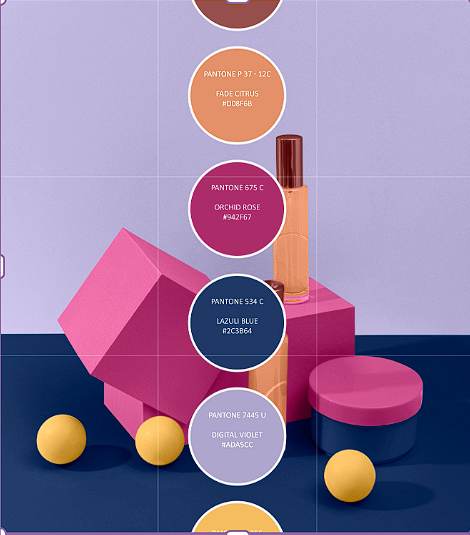 PANTONE P 37 - 12C
FADE CITRUS
#D08F6B
PANTONE 675 C
ORCHID ROSE
#942F67
PANTONE 534 C
LAZULI BLUE
#2C3B64
PANTONE 7445 U
DIGITAL VIOLET
#ADA5CC